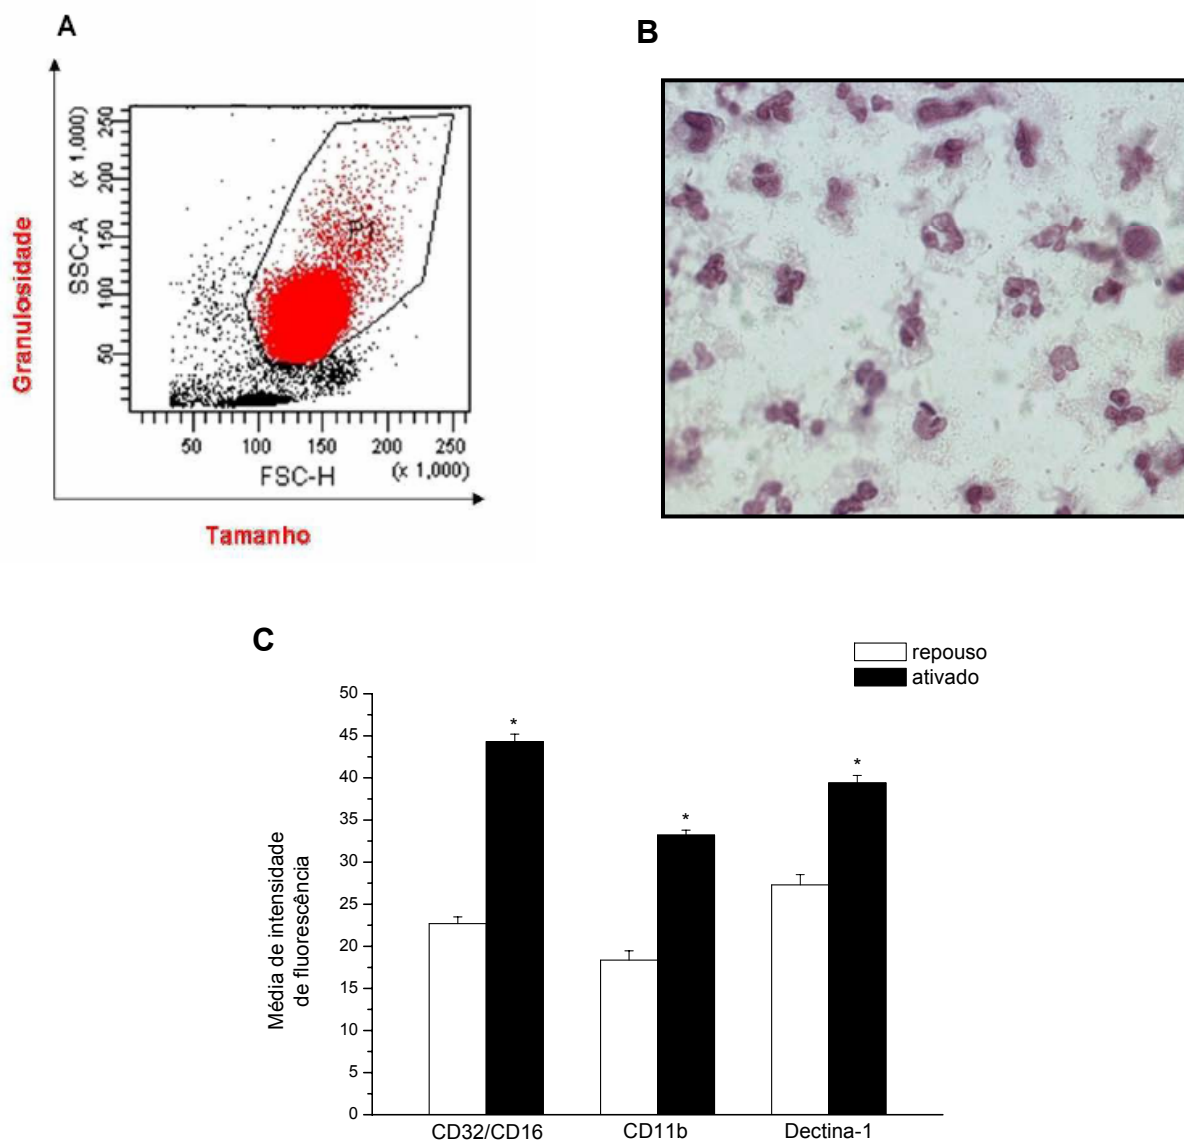 A
Granulosidade
SSC-A (x 1,000)
250
200
150
100
50
P1
50 100 150 200 250
FSC-H (x 1,000)
Tamanho
B
C
repouso
ativado
Média de intensidade
de fluorescência
50
45
40
35
30
25
20
15
10
5
0
*
*
*
CD32/CD16 CD11b Dectina-1